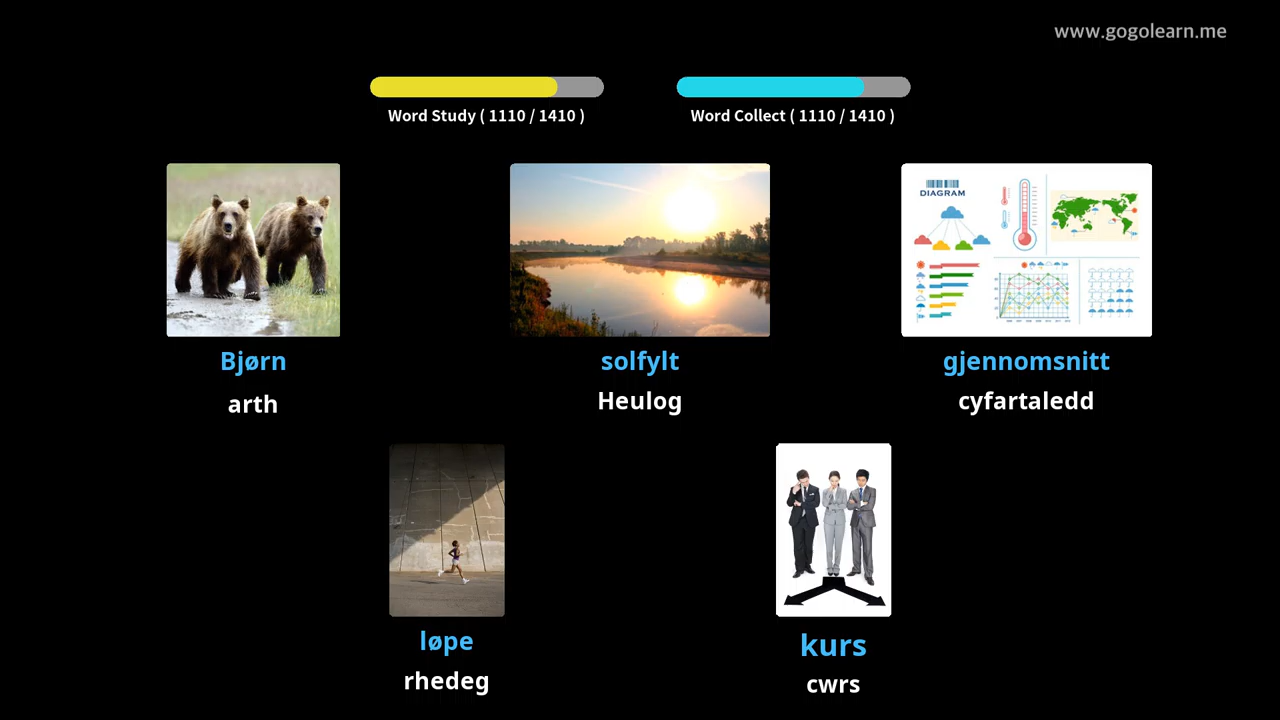 www.gogolearn.me
Word Study ( 1110 / 1410 )
Word Collect ( 1110 / 1410 )
DIAGRAM
Bjørn
arth
solfylt
Heulog
gjennomsnitt
cyfartaledd
løpe
rhedeg
kurs
cwrs